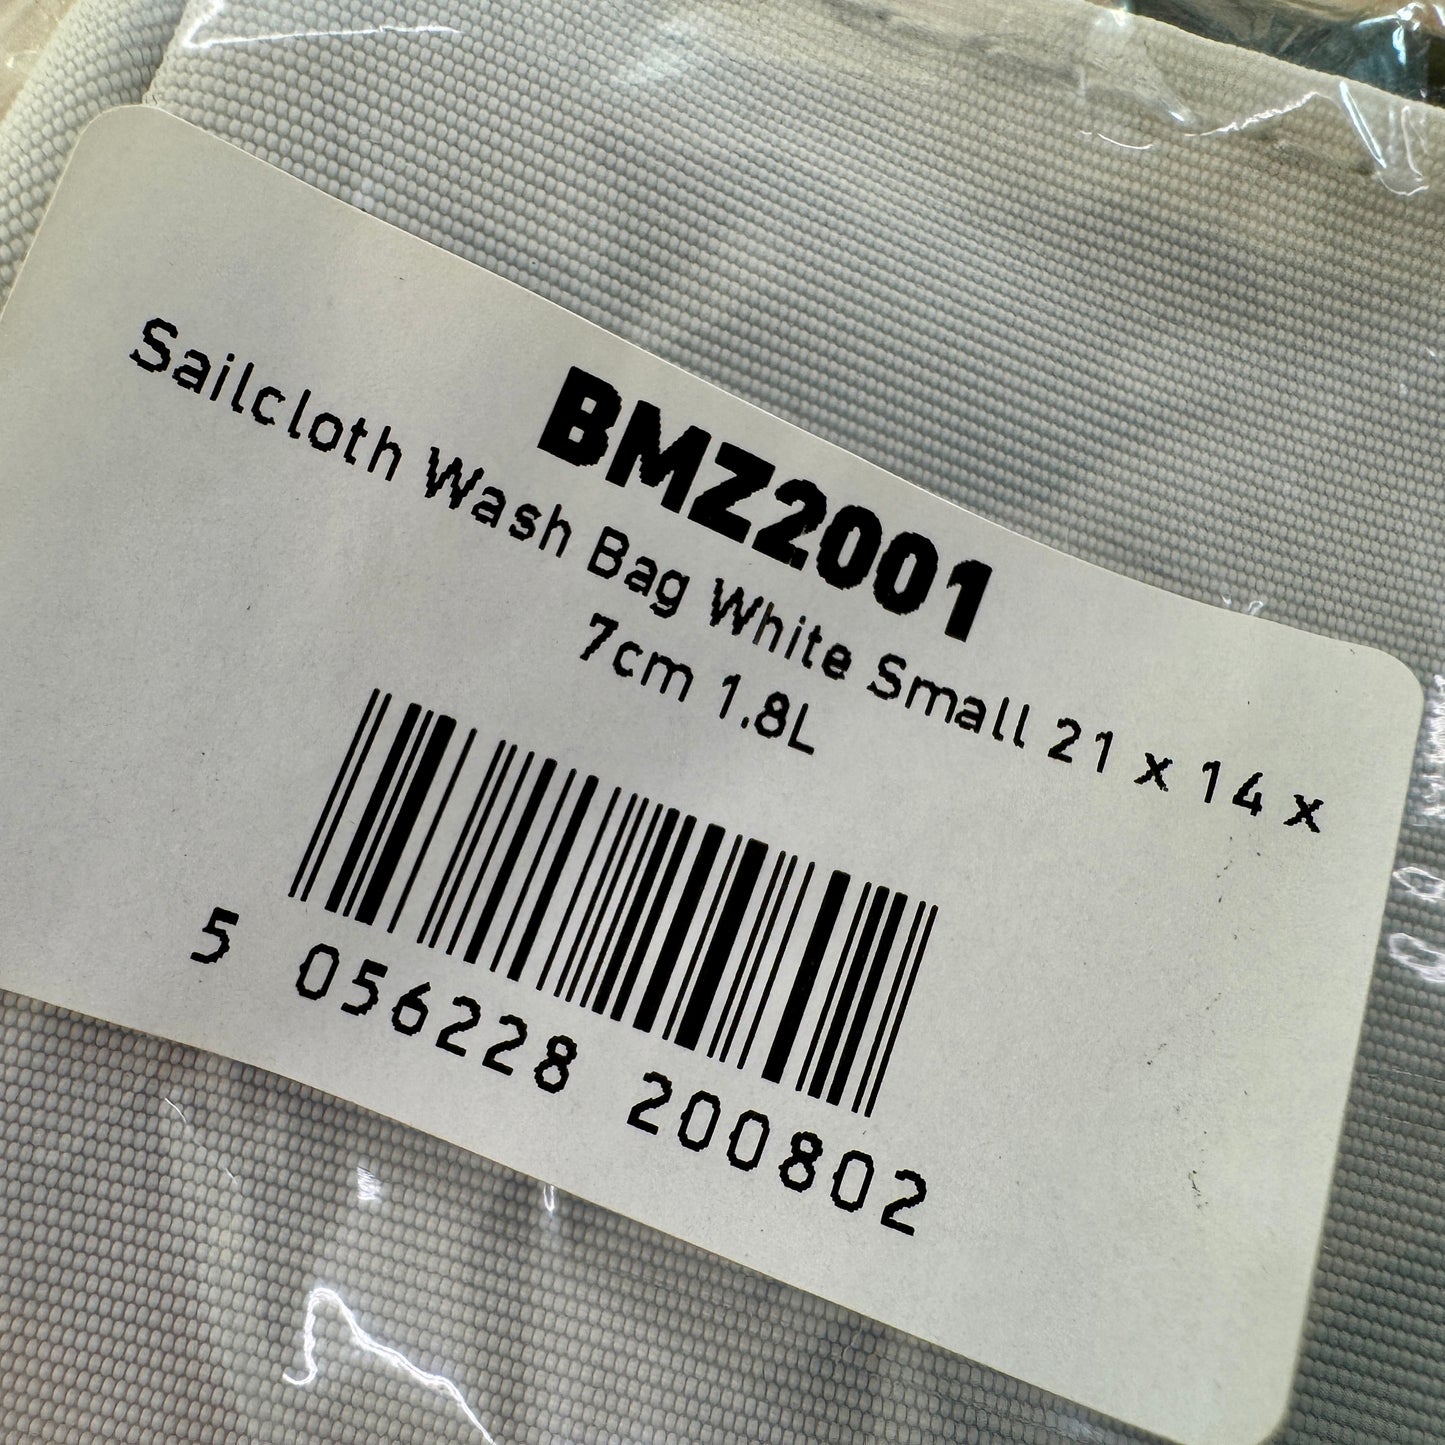 BMZ2001
Sailcloth Wash Bag White Small 21 x 14 x
7cm 1.8L
5 056228 200802